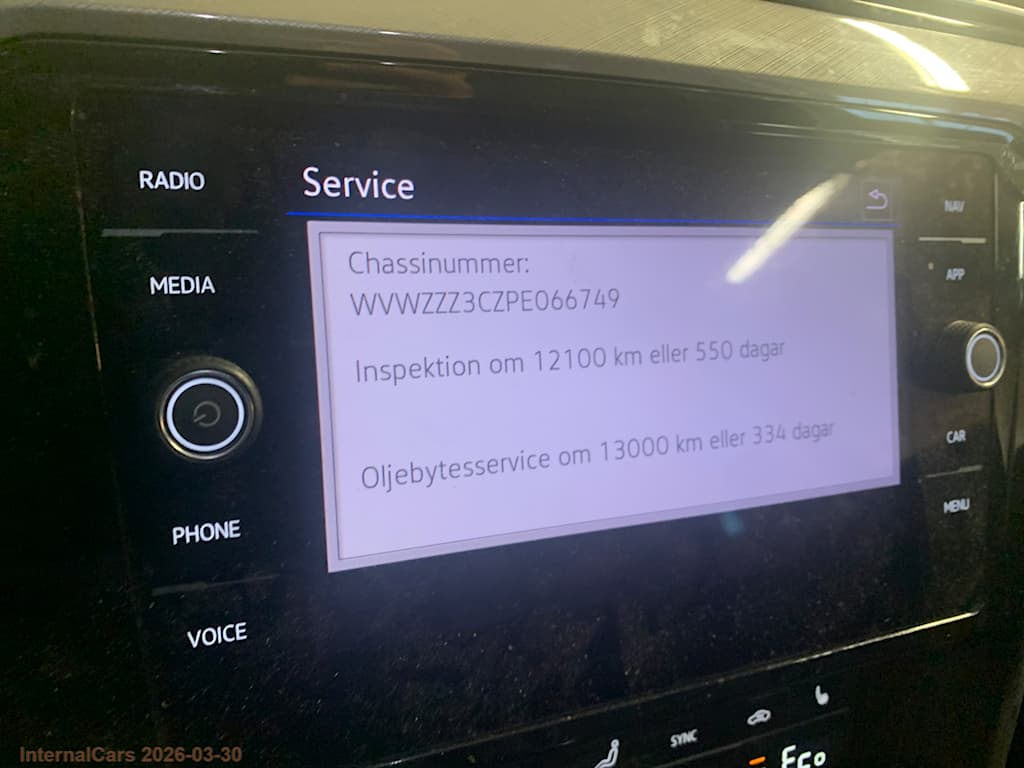 RADIO
MEDIA
PHONE
VOICE
Service
Chassinummer:
WVWZZZ3CZPE066749
Inspektion om 12100 km eller 550 dagar
Oljebytesservice om 13000 km eller 334 dagar
NAV
APP
CAR
MENU
SYNC
Eco
InternalCars 2026-03-30